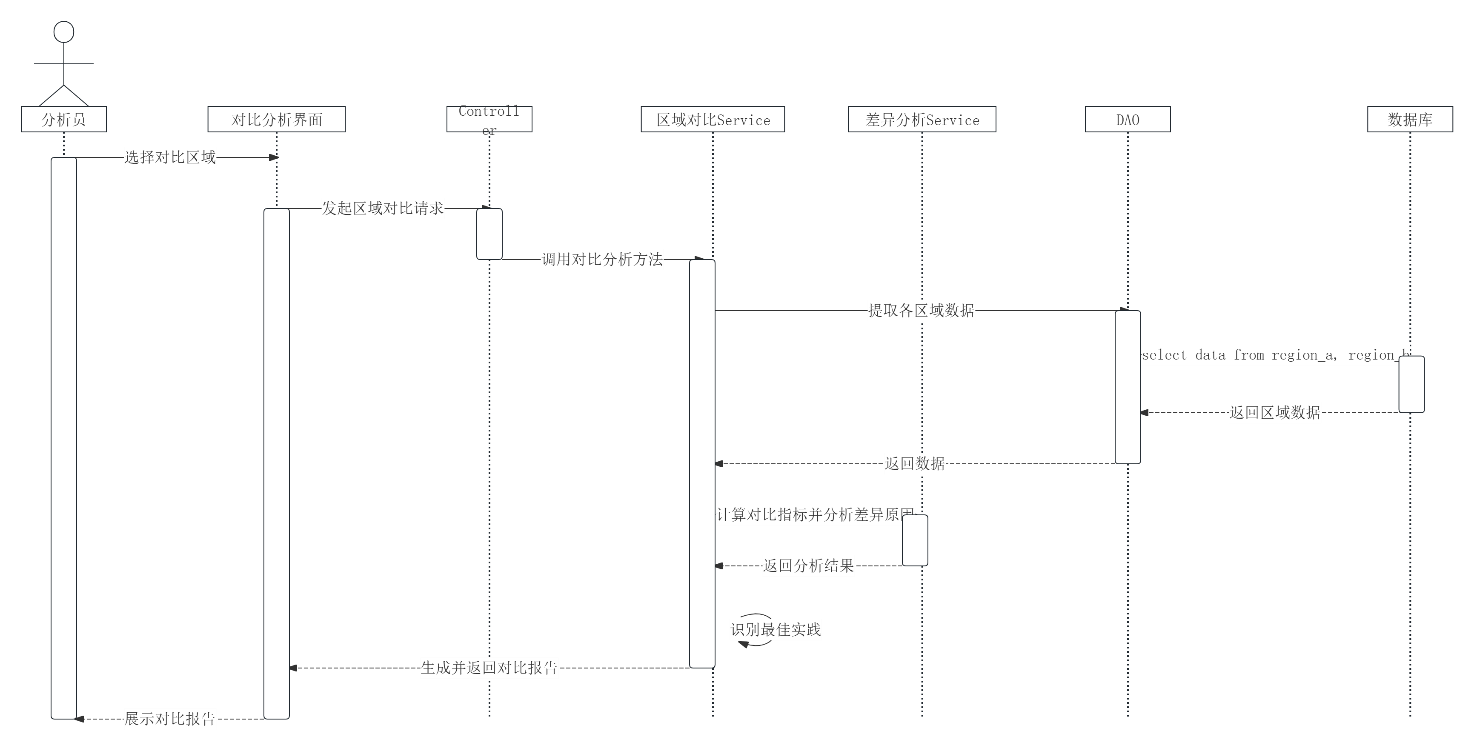 分析员
对比分析界面
Controll
er
区域对比Service
差异分析Service
DAO
数据库
选择对比区域
发起区域对比请求
调用对比分析方法
提取各区域数据
select data from region_a, region_b
返回区域数据
返回数据
计算对比指标并分析差异原因
返回分析结果
识别最佳实践
生成并返回对比报告
展示对比报告